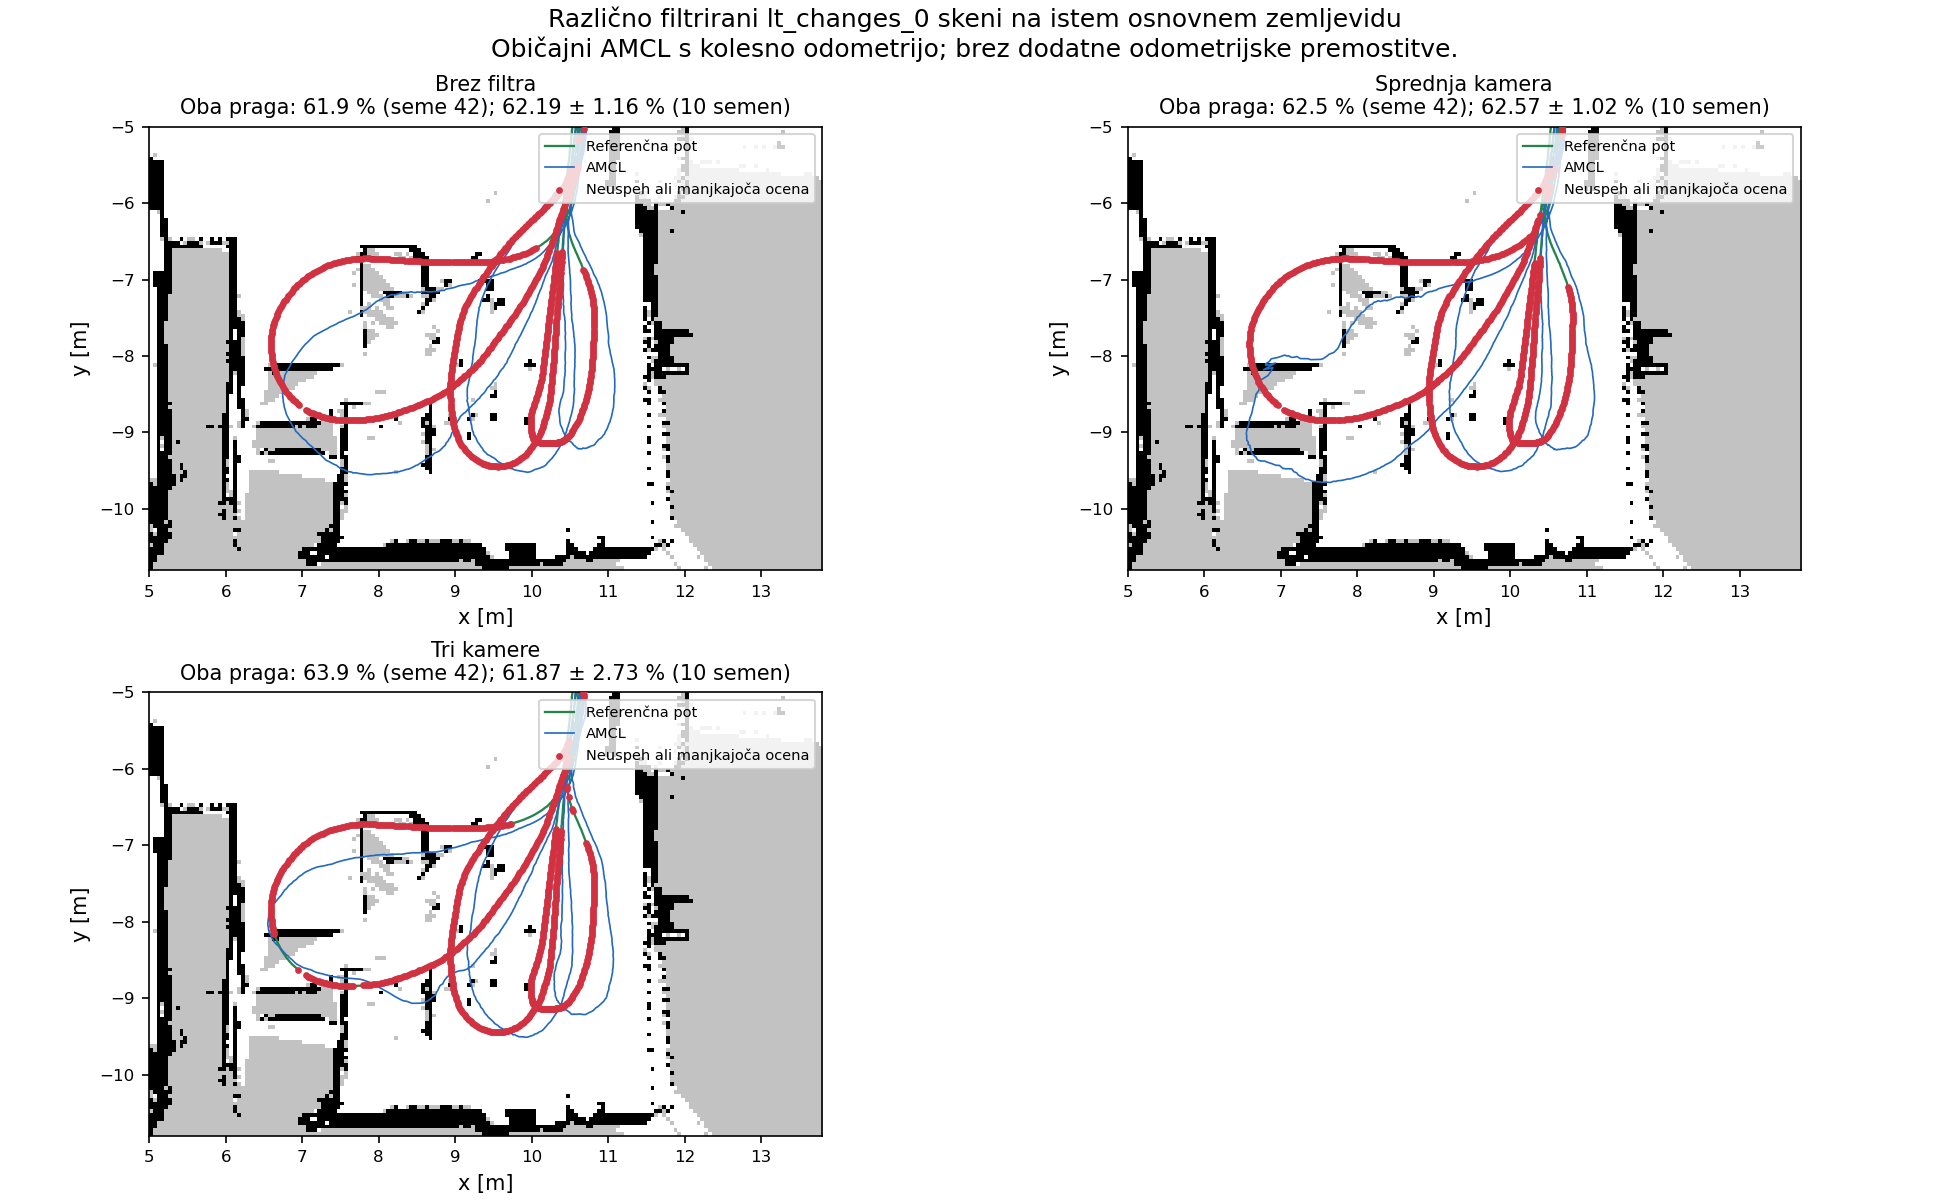 Različno filtrirani lt_changes_0 skeni na istem osnovnem zemljevidu
Običajni AMCL s kolesno odometrijo; brez dodatne odometrijske premostitve.
Brez filtra
Oba praga: 61.9 % (seme 42); 62.19 ± 1.16 % (10 semen)
Referenčna pot
AMCL
Neuspeh ali manjkajoča ocena
y [m]
−5
−6
−7
−8
−9
−10
5 6 7 8 9 10 11 12 13
x [m]
Sprednja kamera
Oba praga: 62.5 % (seme 42); 62.57 ± 1.02 % (10 semen)
Referenčna pot
AMCL
Neuspeh ali manjkajoča ocena
y [m]
−5
−6
−7
−8
−9
−10
5 6 7 8 9 10 11 12 13
x [m]
Tri kamere
Oba praga: 63.9 % (seme 42); 61.87 ± 2.73 % (10 semen)
Referenčna pot
AMCL
Neuspeh ali manjkajoča ocena
y [m]
−5
−6
−7
−8
−9
−10
5 6 7 8 9 10 11 12 13
x [m]